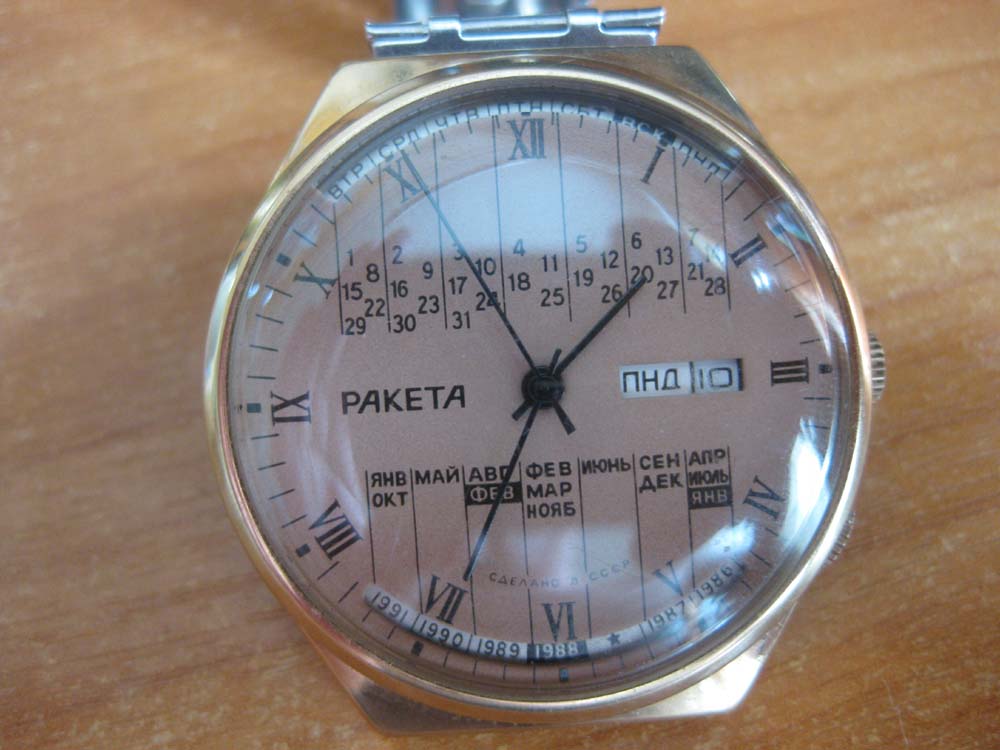 ВТР СРД ЧТВ ПТН СБТ ВСК ПНД
XII
XI I
X II
1 2 3 4 5 6 7
8 9 10 11 12 13 14
15 16 17 18 19 20 21
22 23 24 25 26 27 28
29 30 31
РАКЕТА
ПНД 10
IX III
ЯНВ МАЙ АВГ ФЕВ ИЮНЬ СЕН АПР
ОКТ ФЕВ МАР ДЕК ИЮЛЬ
НОЯБ ЯНВ
VIII IV
СДЕЛАНО В СССР
VII V
VI
1991 1990 1989 1988 ★ 1987 1986